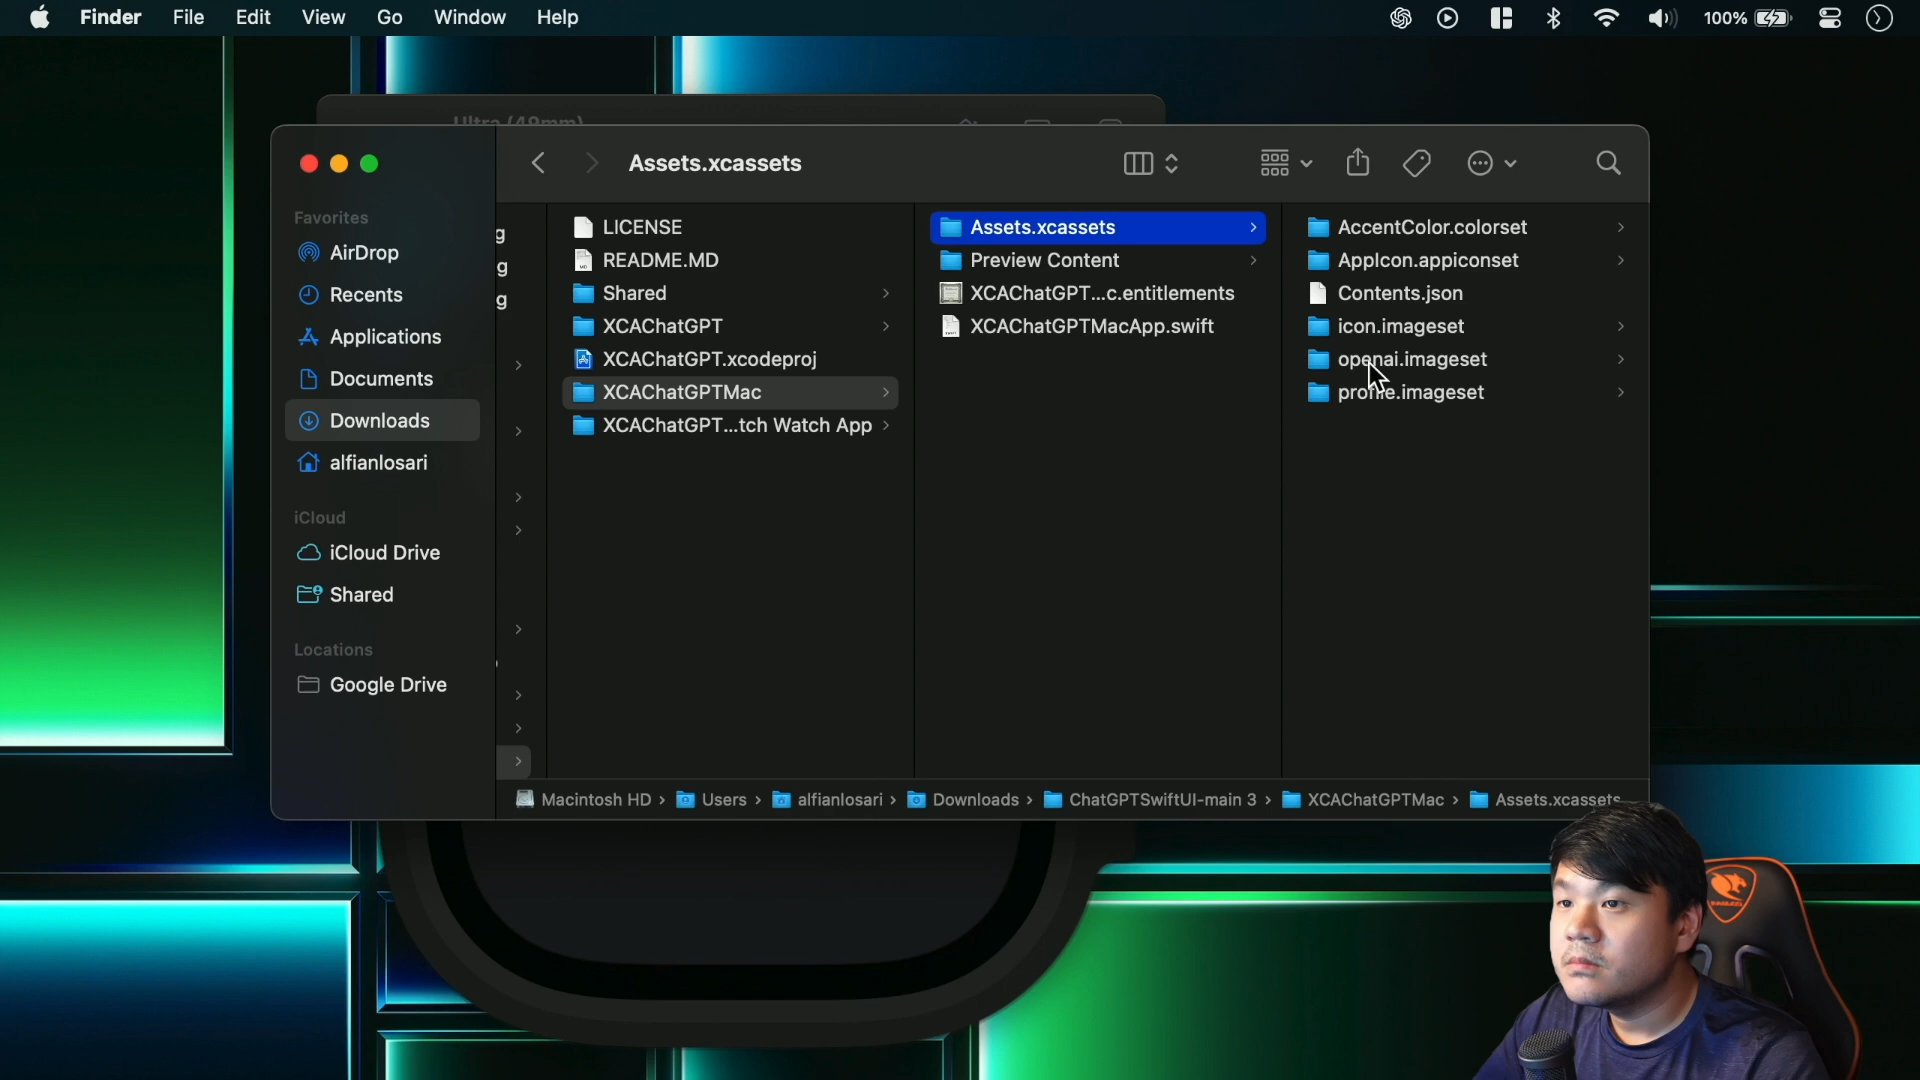 Finder File Edit View Go Window Help 100%
Assets.xcassets
Favorites
AirDrop
Recents
Applications
Documents
Downloads
alfianlosari
iCloud
iCloud Drive
Shared
Locations
Google Drive
g
g
g
LICENSE
README.MD
Shared
XCAChatGPT
XCAChatGPT.xcodeproj
XCAChatGPTMac
XCAChatGPT...tch Watch App
Assets.xcassets
Preview Content
XCAChatGPT...c.entitlements
XCAChatGPTMacApp.swift
AccentColor.colorset
AppIcon.appiconset
Contents.json
icon.imageset
openai.imageset
profile.imageset
Macintosh HD › Users › alfianlosari › Downloads › ChatGPTSwiftUI-main 3 › XCAChatGPTMac › Assets.xcassets